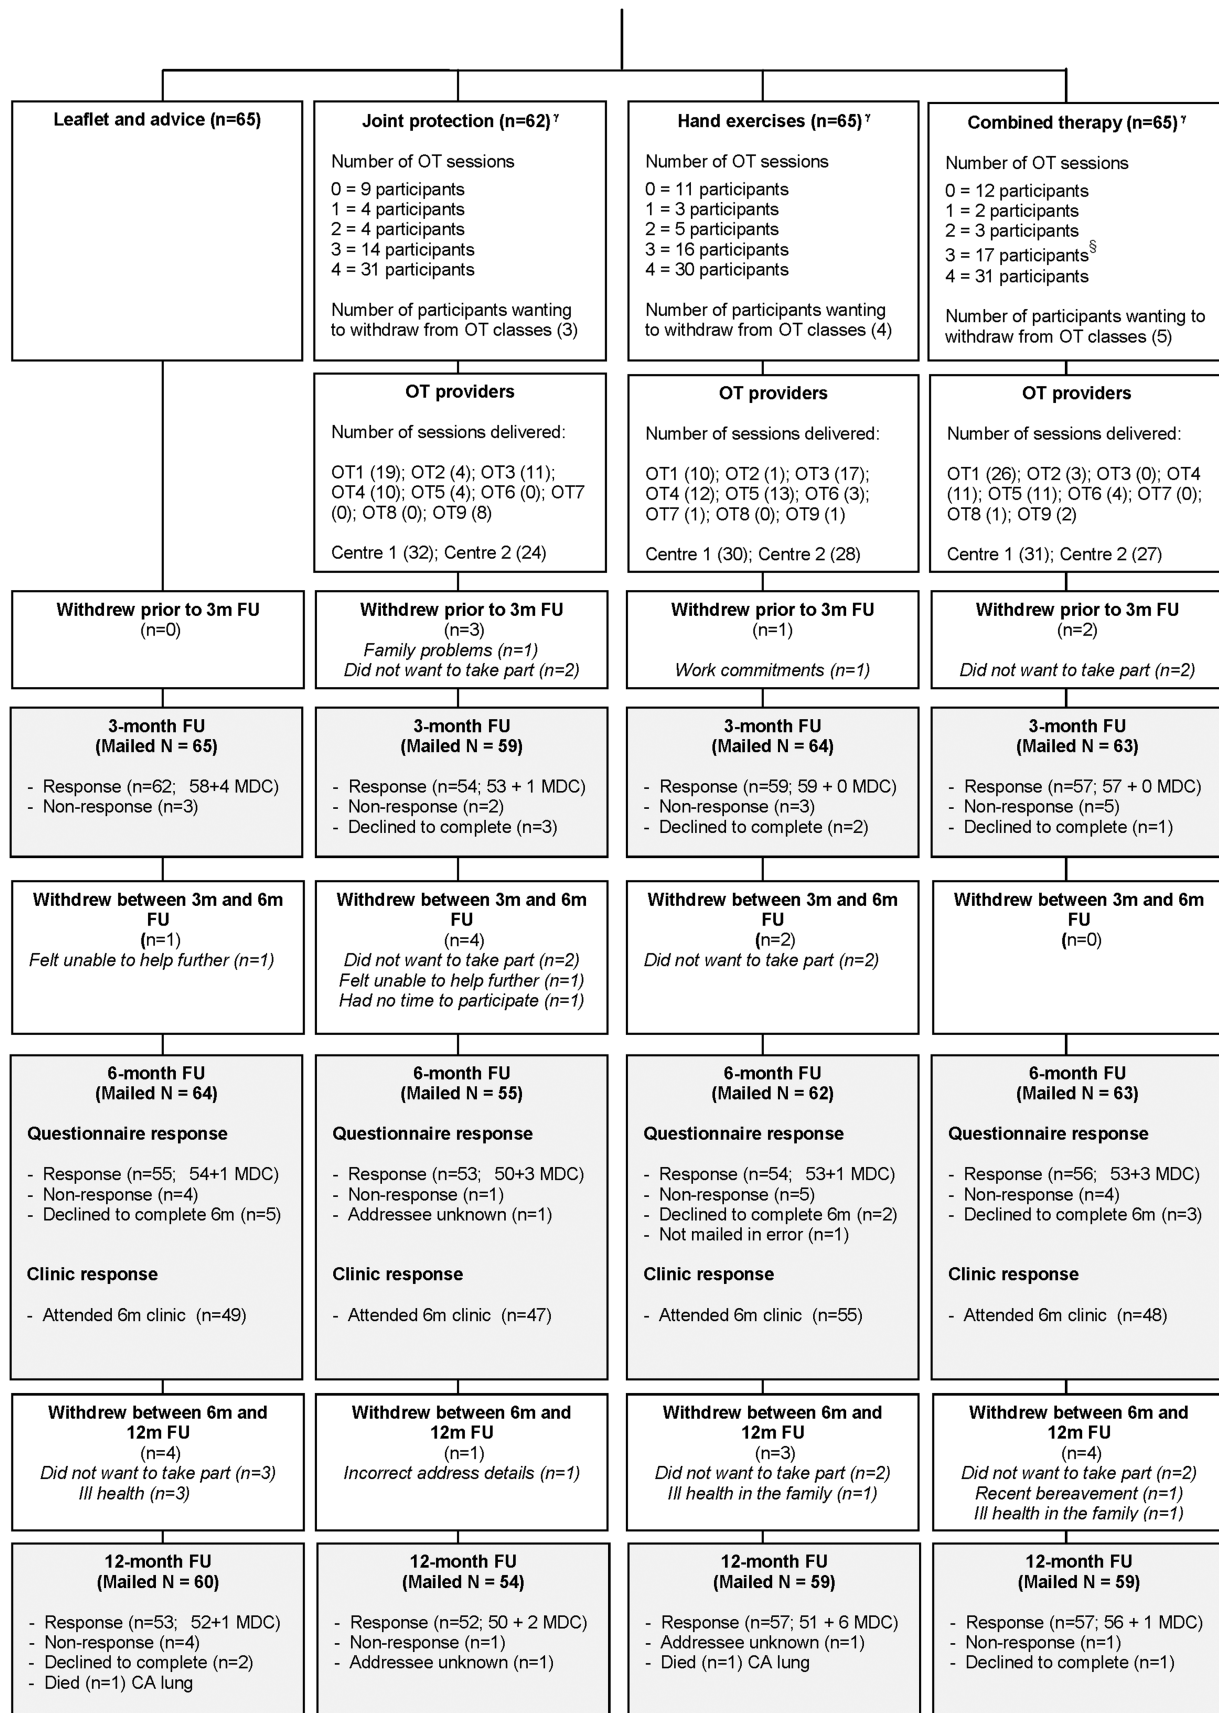 Leaflet and advice (n=65)
Joint protection (n=62) γ
Number of OT sessions
0 = 9 participants
1 = 4 participants
2 = 4 participants
3 = 14 participants
4 = 31 participants
Number of participants wanting
to withdraw from OT classes (3)
Hand exercises (n=65) γ
Number of OT sessions
0 = 11 participants
1 = 3 participants
2 = 5 participants
3 = 16 participants
4 = 30 participants
Number of participants wanting
to withdraw from OT classes (4)
Combined therapy (n=65) γ
Number of OT sessions
0 = 12 participants
1 = 2 participants
2 = 3 participants
3 = 17 participants§
4 = 31 participants
Number of participants wanting to
withdraw from OT classes (5)
OT providers
Number of sessions delivered:
OT1 (19); OT2 (4); OT3 (11);
OT4 (10); OT5 (4); OT6 (0); OT7
(0); OT8 (0); OT9 (8)
Centre 1 (32); Centre 2 (24)
OT providers
Number of sessions delivered:
OT1 (10); OT2 (1); OT3 (17);
OT4 (12); OT5 (13); OT6 (3);
OT7 (1); OT8 (0); OT9 (1)
Centre 1 (30); Centre 2 (28)
OT providers
Number of sessions delivered:
OT1 (26); OT2 (3); OT3 (0); OT4
(11); OT5 (11); OT6 (4); OT7 (0);
OT8 (1); OT9 (2)
Centre 1 (31); Centre 2 (27)
Withdrew prior to 3m FU
(n=0)
Withdrew prior to 3m FU
(n=3)
Family problems (n=1)
Did not want to take part (n=2)
Withdrew prior to 3m FU
(n=1)
Work commitments (n=1)
Withdrew prior to 3m FU
(n=2)
Did not want to take part (n=2)
3-month FU
(Mailed N = 65)
- Response (n=62; 58+4 MDC)
- Non-response (n=3)
3-month FU
(Mailed N = 59)
- Response (n=54; 53 + 1 MDC)
- Non-response (n=2)
- Declined to complete (n=3)
3-month FU
(Mailed N = 64)
- Response (n=59; 59 + 0 MDC)
- Non-response (n=3)
- Declined to complete (n=2)
3-month FU
(Mailed N = 63)
- Response (n=57; 57 + 0 MDC)
- Non-response (n=5)
- Declined to complete (n=1)
Withdrew between 3m and 6m
FU
(n=1)
Felt unable to help further (n=1)
Withdrew between 3m and 6m
FU
(n=4)
Did not want to take part (n=2)
Felt unable to help further (n=1)
Had no time to participate (n=1)
Withdrew between 3m and 6m
FU
(n=2)
Did not want to take part (n=2)
Withdrew between 3m and 6m
FU
(n=0)
6-month FU
(Mailed N = 64)
Questionnaire response
- Response (n=55; 54+1 MDC)
- Non-response (n=4)
- Declined to complete 6m (n=5)
Clinic response
- Attended 6m clinic (n=49)
6-month FU
(Mailed N = 55)
Questionnaire response
- Response (n=53; 50+3 MDC)
- Non-response (n=1)
- Addressee unknown (n=1)
Clinic response
- Attended 6m clinic (n=47)
6-month FU
(Mailed N = 62)
Questionnaire response
- Response (n=54; 53+1 MDC)
- Non-response (n=5)
- Declined to complete 6m (n=2)
- Not mailed in error (n=1)
Clinic response
- Attended 6m clinic (n=55)
6-month FU
(Mailed N = 63)
Questionnaire response
- Response (n=56; 53+3 MDC)
- Non-response (n=4)
- Declined to complete 6m (n=3)
Clinic response
- Attended 6m clinic (n=48)
Withdrew between 6m and
12m FU
(n=4)
Did not want to take part (n=3)
Ill health (n=3)
Withdrew between 6m and
12m FU
(n=1)
Incorrect address details (n=1)
Withdrew between 6m and
12m FU
(n=3)
Did not want to take part (n=2)
Ill health in the family (n=1)
Withdrew between 6m and
12m FU
(n=4)
Did not want to take part (n=2)
Recent bereavement (n=1)
Ill health in the family (n=1)
12-month FU
(Mailed N = 60)
- Response (n=53; 52+1 MDC)
- Non-response (n=4)
- Declined to complete (n=2)
- Died (n=1) CA lung
12-month FU
(Mailed N = 54)
- Response (n=52; 50 + 2 MDC)
- Non-response (n=1)
- Addressee unknown (n=1)
12-month FU
(Mailed N = 59)
- Response (n=57; 51 + 6 MDC)
- Addressee unknown (n=1)
- Died (n=1) CA lung
12-month FU
(Mailed N = 59)
- Response (n=57; 56 + 1 MDC)
- Non-response (n=1)
- Declined to complete (n=1)